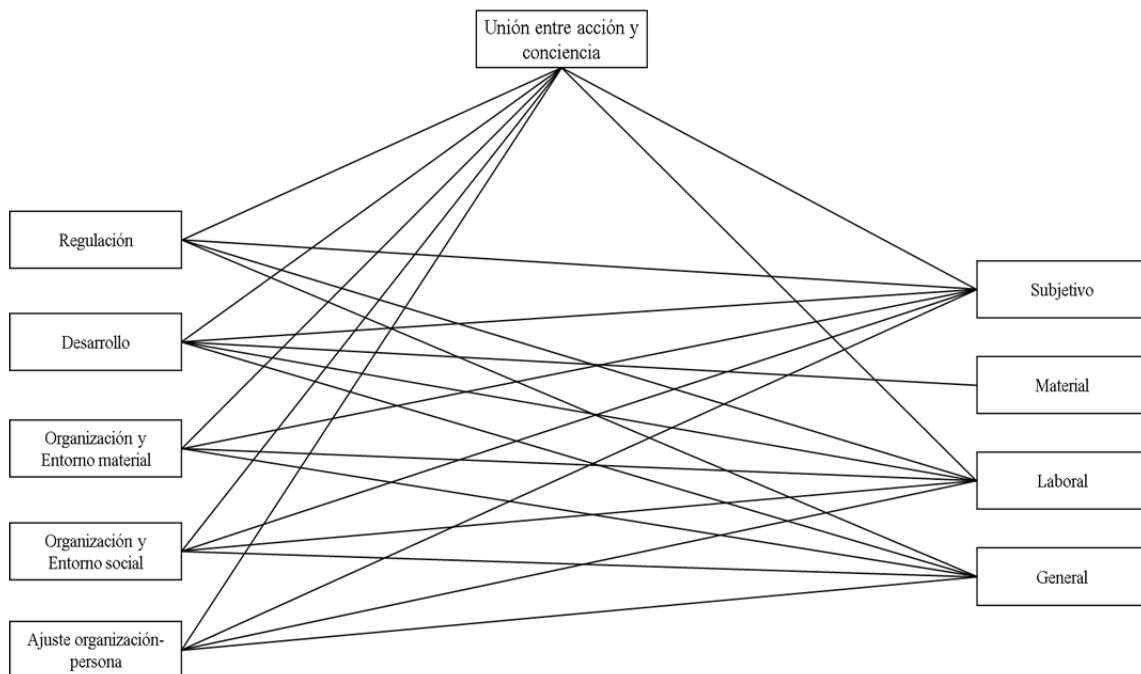 Unión entre acción y
conciencia
Regulación
Desarrollo
Organización y
Entorno material
Organización y
Entorno social
Ajuste organización-
persona
Subjetivo
Material
Laboral
General